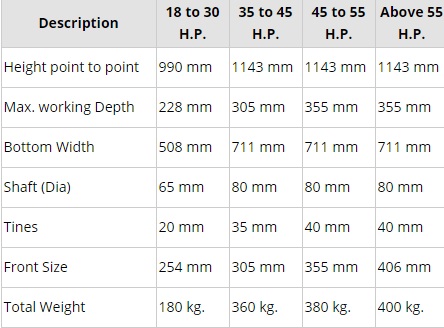 Description 18 to 30 H.P. 35 to 45 H.P. 45 to 55 H.P. Above 55 H.P.
Height point to point 990 mm 1143 mm 1143 mm 1143 mm
Max. working Depth 228 mm 305 mm 355 mm 355 mm
Bottom Width 508 mm 711 mm 711 mm 711 mm
Shaft (Dia) 65 mm 80 mm 80 mm 80 mm
Tines 20 mm 35 mm 40 mm 40 mm
Front Size 254 mm 305 mm 355 mm 406 mm
Total Weight 180 kg. 360 kg. 380 kg. 400 kg.